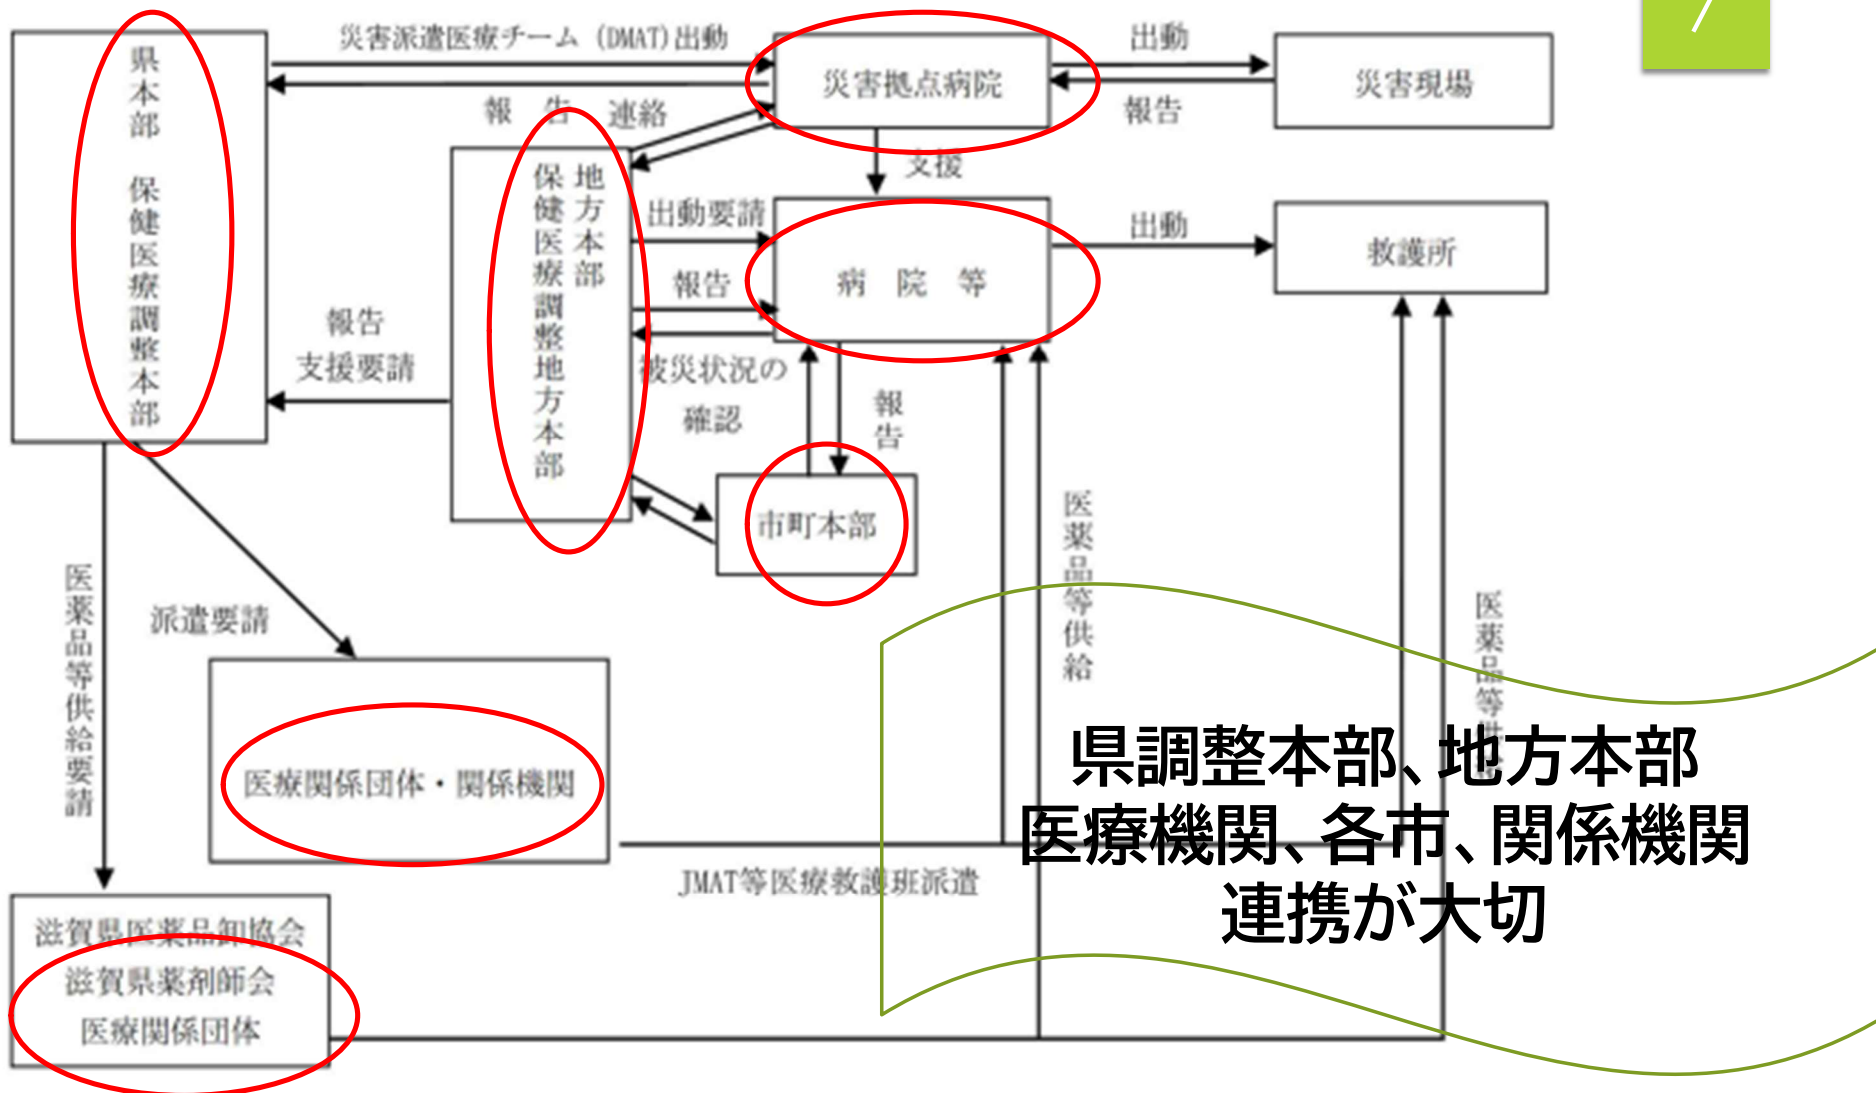 7
災害派遣医療チーム (DMAT)出動
報 告
県本部 保健医療調整本部
災害拠点病院
出動
報告
災害現場
連絡
支援
地方本部
保健医療調整地方本部
出動要請
報告
被災状況の
確認
病 院 等
出動
救護所
報告
支援要請
報告
市町本部
医薬品等供給
医薬品等供
医薬品等供給要請
派遣要請
医療関係団体・関係機関
JMAT等医療救護班派遣
県調整本部、地方本部
医療機関、各市、関係機関
連携が大切
滋賀県医薬品卸協会
滋賀県薬剤師会
医療関係団体